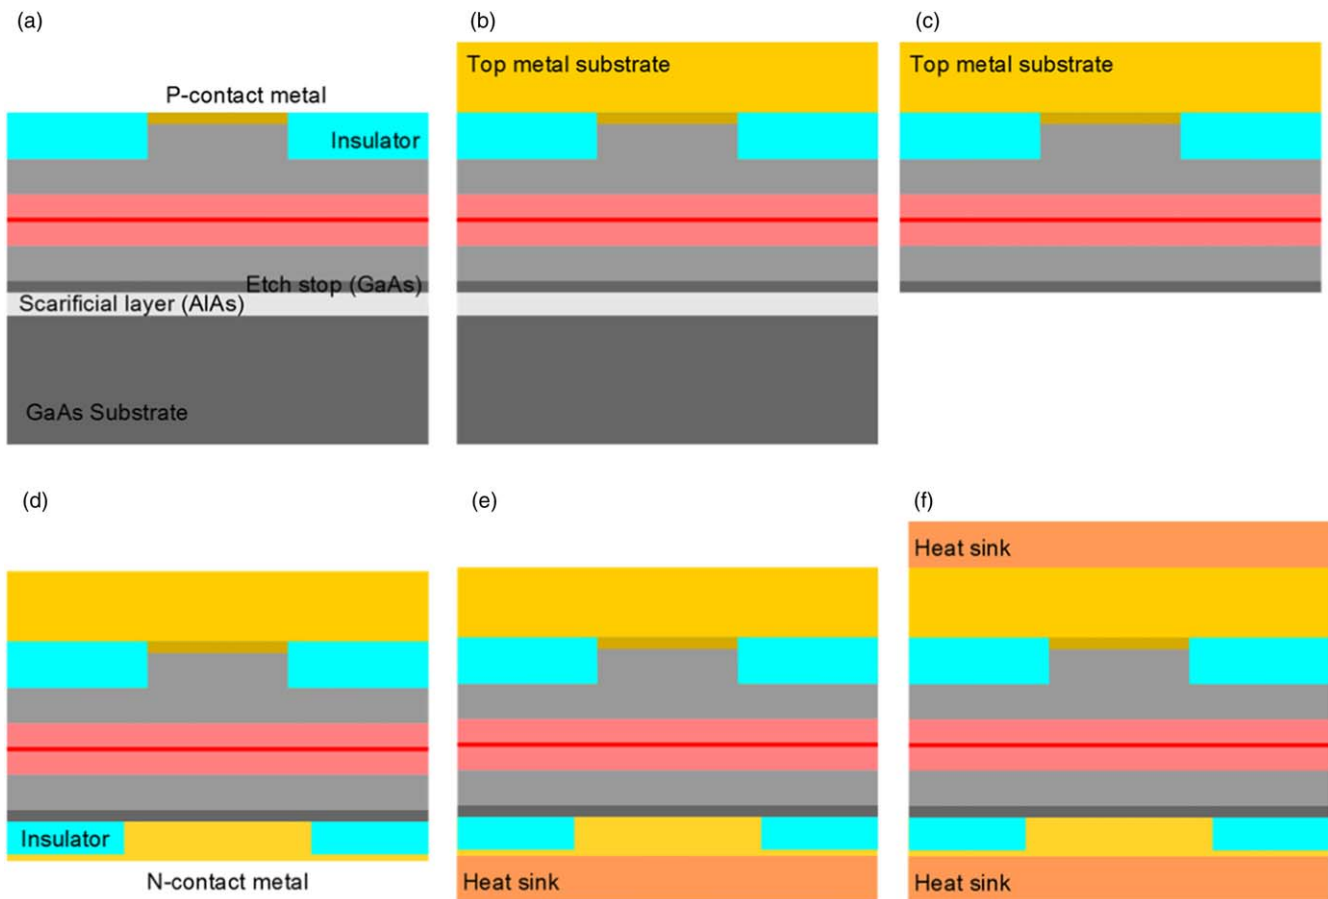 (a)
(b)
(c)
P-contact metal
Insulator
Etch stop (GaAs)
Scarificial layer (AlAs)
GaAs Substrate
Top metal substrate
Top metal substrate
(d)
(e)
(f)
Insulator
N-contact metal
Heat sink
Heat sink
Heat sink